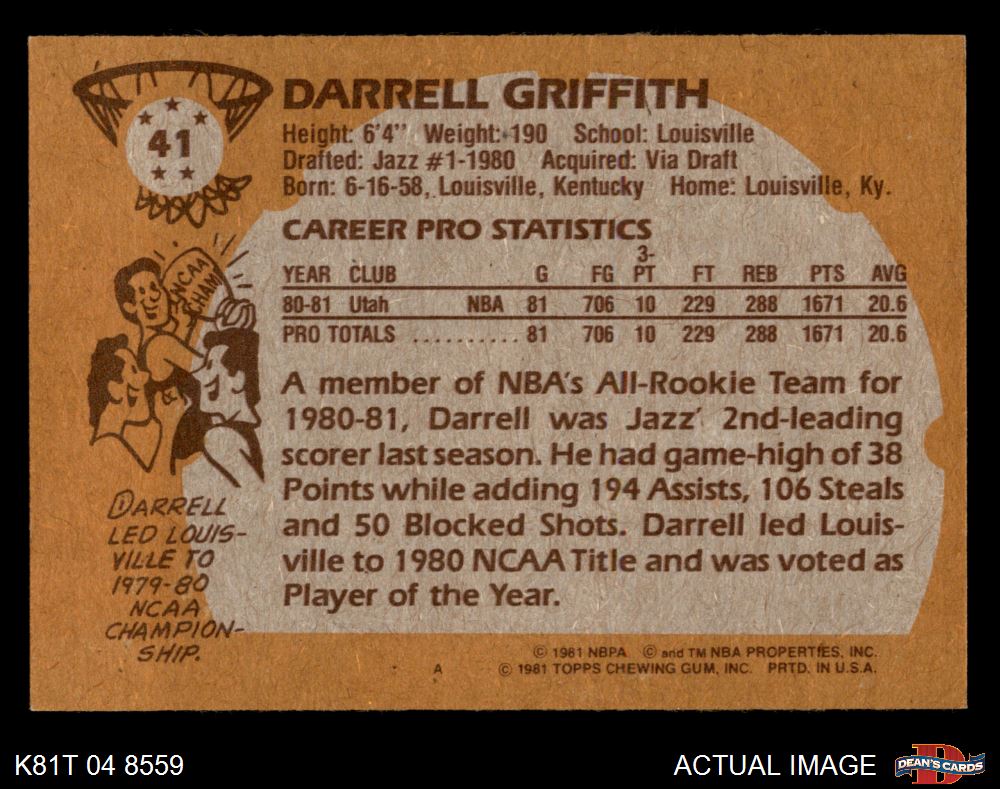 41
DARRELL GRIFFITH
Height: 6'4" Weight: 190 School: Louisville
Drafted: Jazz #1-1980 Acquired: Via Draft
Born: 6-16-58, Louisville, Kentucky Home: Louisville, Ky.
CAREER PRO STATISTICS
YEAR CLUB G FG 3-PT FT REB PTS AVG
80-81 Utah NBA 81 706 10 229 288 1671 20.6
PRO TOTALS .......... 81 706 10 229 288 1671 20.6
NCAA
CHAM
A member of NBA's All-Rookie Team for
1980-81, Darrell was Jazz' 2nd-leading
scorer last season. He had game-high of 38
Points while adding 194 Assists, 106 Steals
and 50 Blocked Shots. Darrell led Louis-
ville to 1980 NCAA Title and was voted as
Player of the Year.
DARRELL
LED LOUIS-
VILLE TO
1979-80
NCAA
CHAMPION-
SHIP.
© 1981 NBPA © and TM NBA PROPERTIES, INC.
A © 1981 TOPPS CHEWING GUM, INC. PRTD. IN U.S.A.
K81T 04 8559
ACTUAL IMAGE
D
DEAN'S CARDS